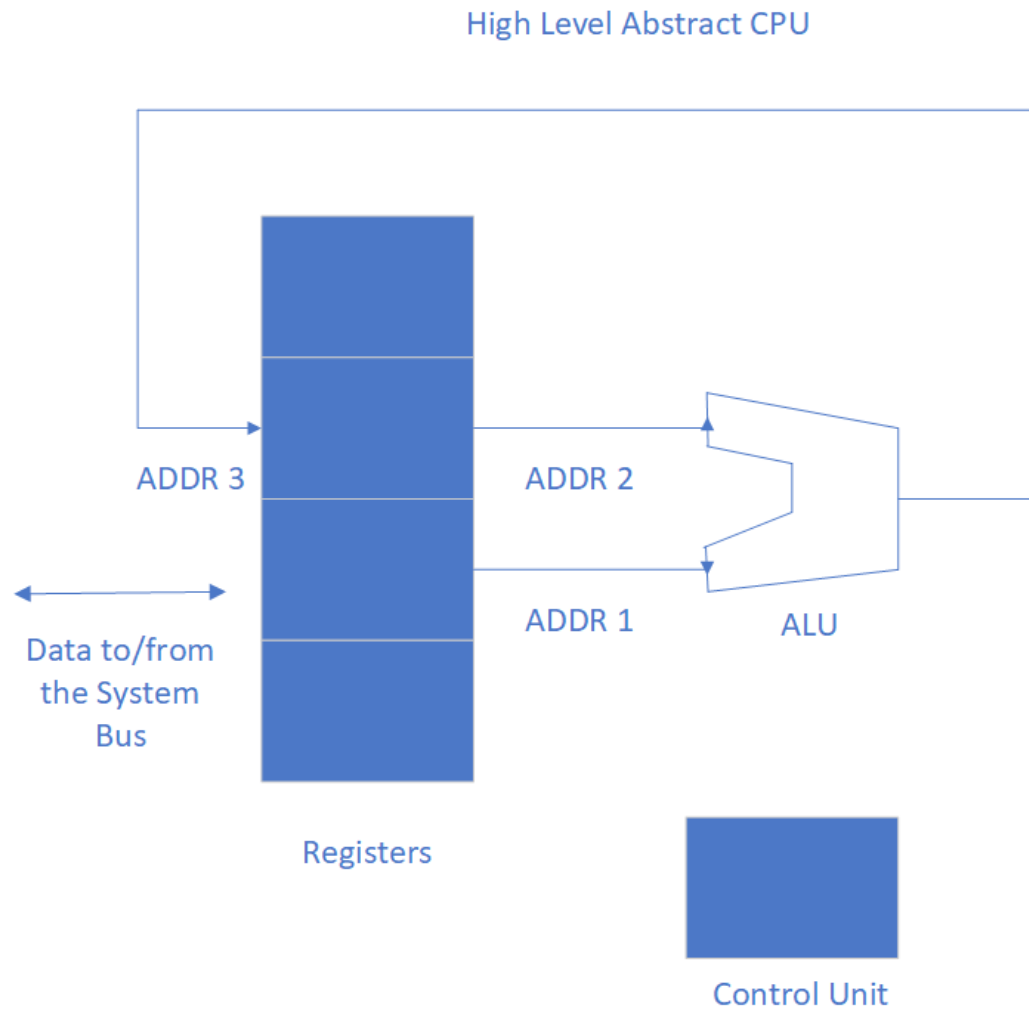 High Level Abstract CPU
ADDR 3
ADDR 2
Data to/from
the System
Bus
ADDR 1
ALU
Registers
Control Unit